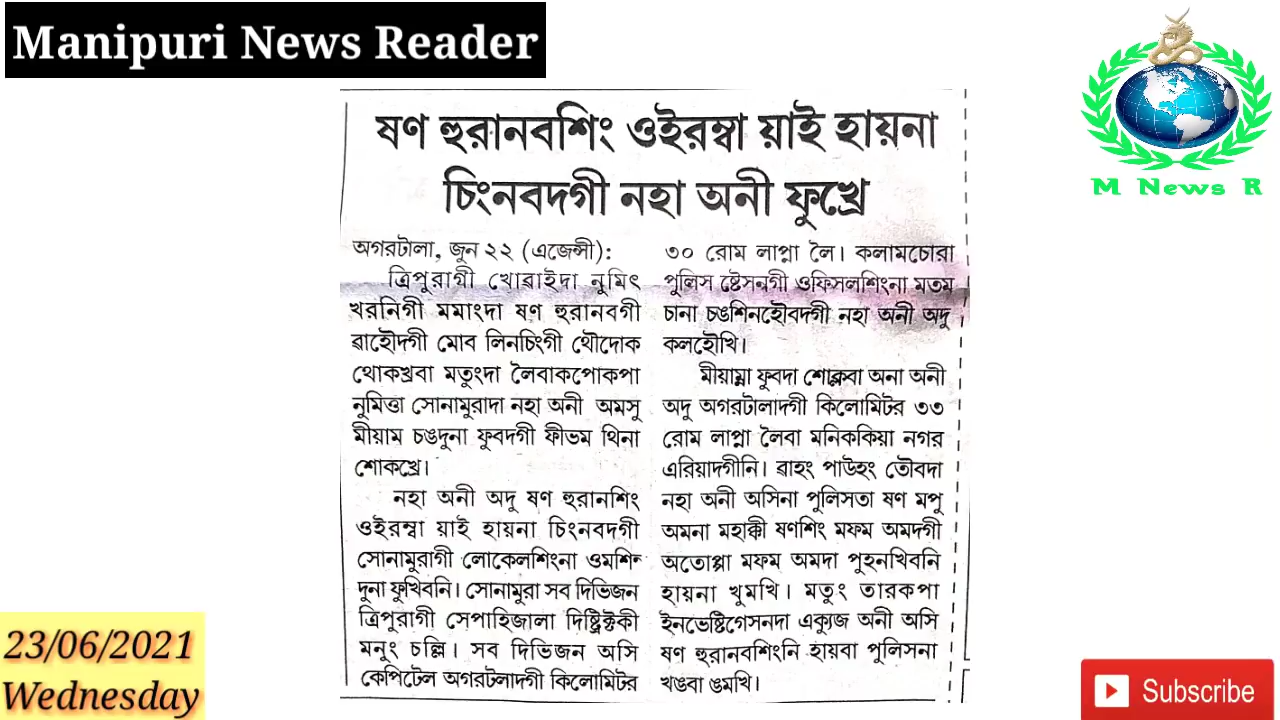 Manipuri News Reader
M News R
ষণ হুরানবশিং ওইরম্বা য়াই হায়না
চিংনবদগী নহা অনী ফুখ্রে
অগরটালা, জুন ২২ (এজেন্সী):
ত্রিপুরাগী খোৱাইদা নুমিৎ
খরনিগী মমাংদা ষণ হুরানবগী
ৱাহৌদগী মোব লিনচিংগী থৌদোক
থোকখ্রবা মতুংদা লৈবাকপোকপা
নুমিত্তা সোনামুরাদা নহা অনী অমসু
মীয়াম চঙদুনা ফুবদগী ফীভম থিনা
শোকখ্রে।
নহা অনী অদু ষণ হুরানশিং
ওইরম্বা য়াই হায়না চিংনবদগী
সোনামুরাগী লোকেলশিংনা ওমশিন
দুনা ফুখিবনি। সোনামুরা সব দিভিজন
ত্রিপুরাগী সেপাহিজালা দিষ্ট্রিক্টকী
মনুং চল্লি। সব দিভিজন অসি
কেপিটেল অগরটলাদগী কিলোমিটর
৩০ রোম লাপ্না লৈ। কলামচোরা
পুলিস ষ্টেসনগী ওফিসলশিংনা মতম
চানা চঙশিনহৌবদগী নহা অনী অদু
কলহৌখি।
মীয়াম্না ফুবদা শোক্লবা অনা অনী
অদু অগরটালাদগী কিলোমিটর ৩৩
রোম লাপ্না লৈবা মনিককিয়া নগর
এরিয়াদগীনি। ৱাহং পাউহং তৌবদা
নহা অনী অসিনা পুলিসতা ষণ মপু
অমনা মহাক্কী ষণশিং মফম অমদগী
অতোপ্পা মফম অমদা পুহনখিবনি
হায়না খুমখি। মতুং তারকপা
ইনভেষ্টিগেসনদা এক্যুজ অনী অসি
ষণ হুরানবশিংনি হায়বা পুলিসনা
খঙবা ঙমখি।
23/06/2021
Wednesday
Subscribe